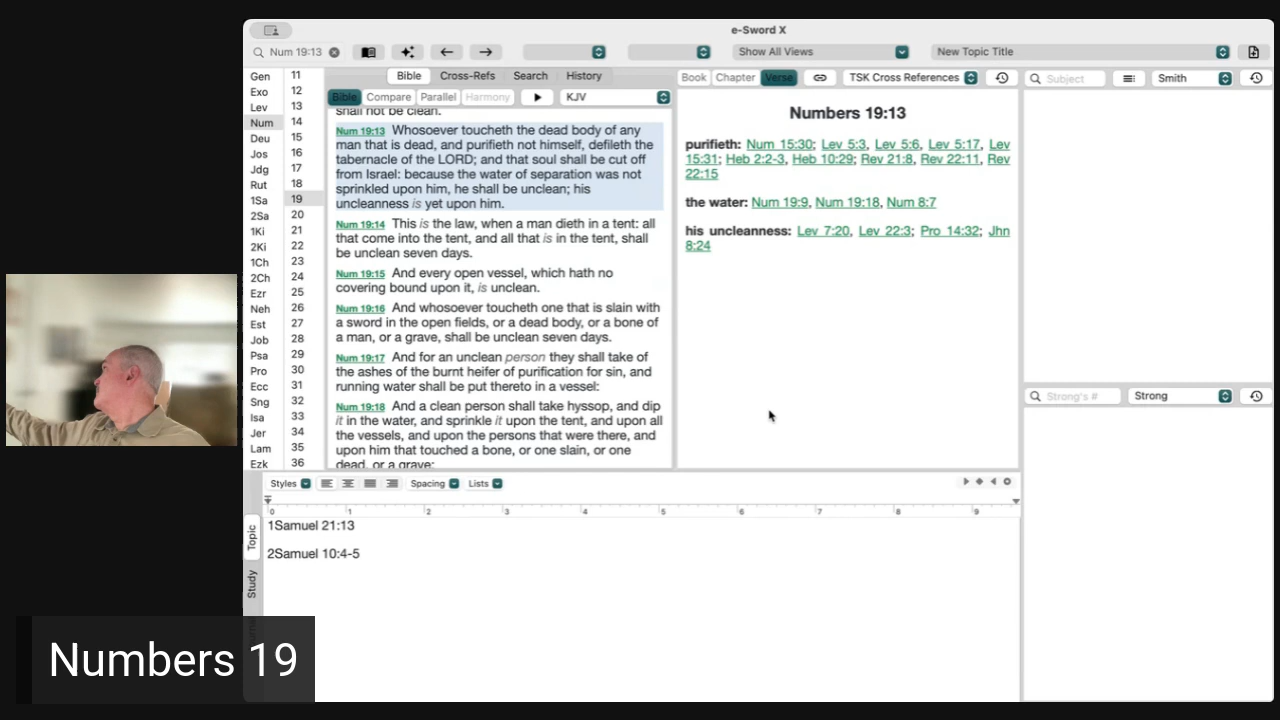 e-Sword X
Num 19:13
Show All Views
New Topic Title
Gen
Exo
Lev
Num
Deu
Jos
Jdg
Rut
1Sa
2Sa
1Ki
2Ki
1Ch
2Ch
Ezr
Neh
Est
Job
Psa
Pro
Ecc
Sng
Isa
Jer
Lam
Ezk
11
12
13
14
15
16
17
18
19
20
21
22
23
24
25
26
27
28
29
30
31
32
33
34
35
36
Bible Cross-Refs Search History
Bible Compare Parallel Harmony KJV
shall not be clean.
Num 19:13 Whosoever toucheth the dead body of any
man that is dead, and purifieth not himself, defileth the
tabernacle of the LORD; and that soul shall be cut off
from Israel: because the water of separation was not
sprinkled upon him, he shall be unclean; his
uncleanness is yet upon him.
Num 19:14 This is the law, when a man dieth in a tent: all
that come into the tent, and all that is in the tent, shall
be unclean seven days.
Num 19:15 And every open vessel, which hath no
covering bound upon it, is unclean.
Num 19:16 And whosoever toucheth one that is slain with
a sword in the open fields, or a dead body, or a bone of
a man, or a grave, shall be unclean seven days.
Num 19:17 And for an unclean person they shall take of
the ashes of the burnt heifer of purification for sin, and
running water shall be put thereto in a vessel:
Num 19:18 And a clean person shall take hyssop, and dip
it in the water, and sprinkle it upon the tent, and upon all
the vessels, and upon the persons that were there, and
upon him that touched a bone, or one slain, or one
dead, or a grave:
Book Chapter Verse TSK Cross References
Numbers 19:13
purifieth: Num 15:30; Lev 5:3, Lev 5:6, Lev 5:17, Lev
15:31; Heb 2:2-3, Heb 10:29; Rev 21:8, Rev 22:11, Rev
22:15
the water: Num 19:9, Num 19:18, Num 8:7
his uncleanness: Lev 7:20, Lev 22:3; Pro 14:32; Jhn
8:24
Subject Smith
Strong's # Strong
Styles Spacing Lists
0 1 2 3 4 5 6 7 8 9
Topic
Study
1Samuel 21:13
2Samuel 10:4-5
Numbers 19